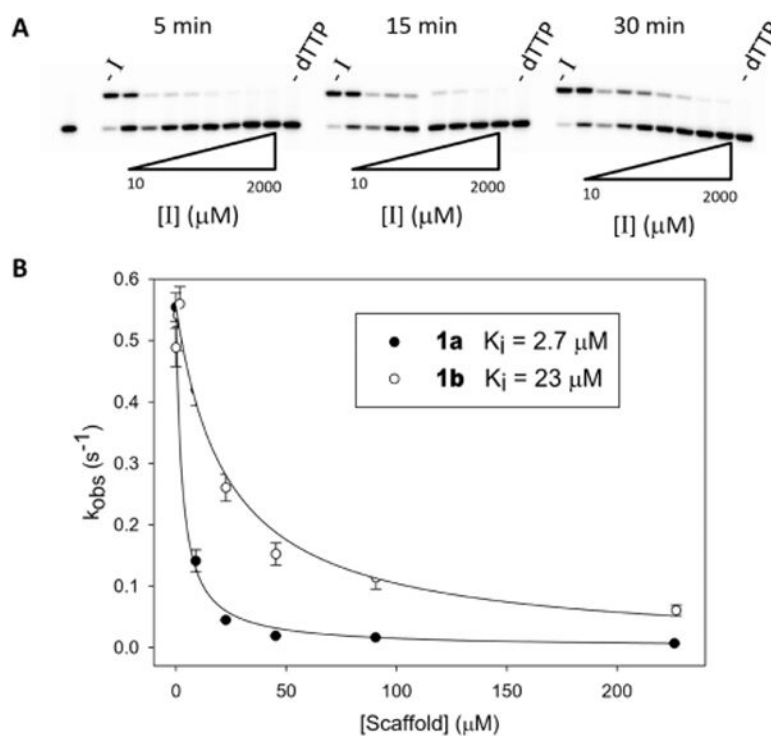 A
5 min 15 min 30 min
- I - dTTP - I - dTTP - I - dTTP
10 2000 10 2000 10 2000
[I] (μM) [I] (μM) [I] (μM)
B
0.6
0.5
0.4
0.3
0.2
0.1
0.0
kobs (s-1)
1a Ki = 2.7 μM
1b Ki = 23 μM
0 50 100 150 200
[Scaffold] (μM)